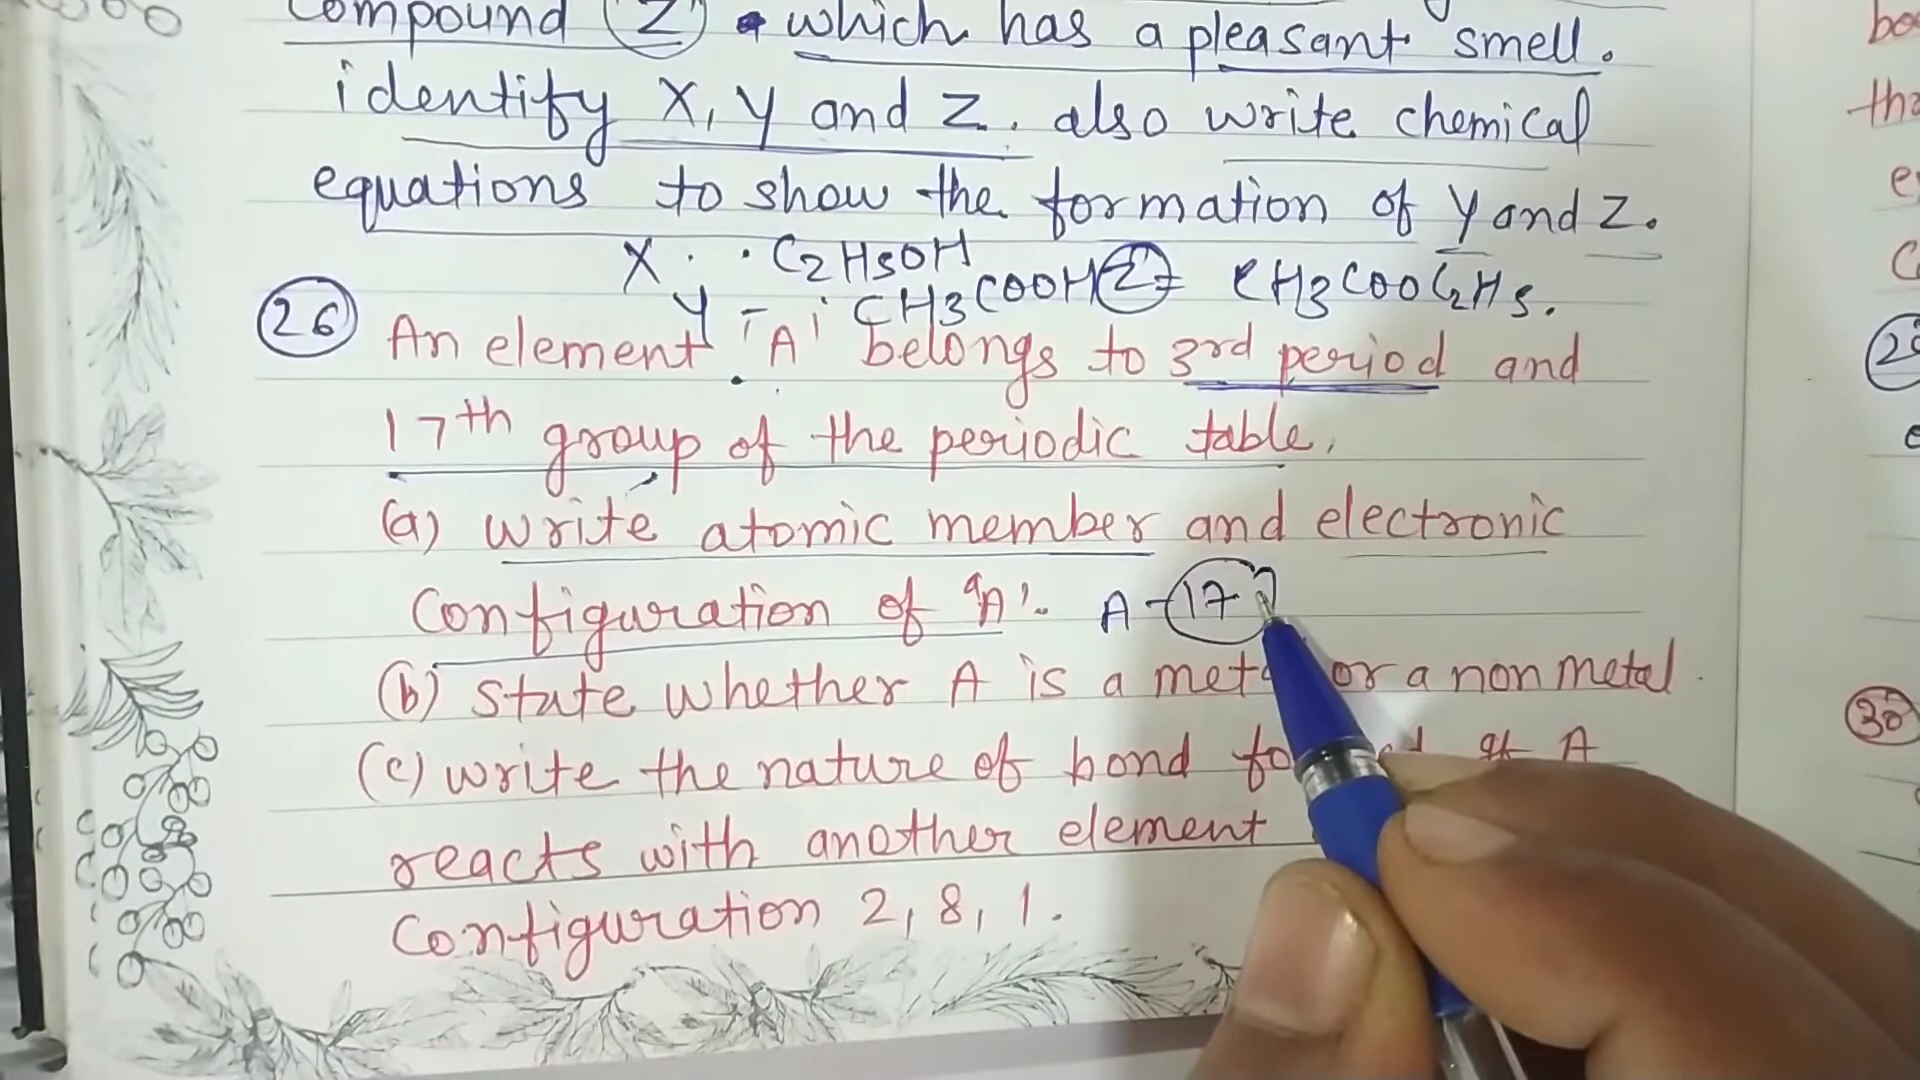 compound "Z" which has a pleasant smell.
identify X, Y and Z. also write chemical
equations to show the formation of Y and Z.
X . . C2H5OH
Y - CH3COOH Z = CH3COOC2H5.
26 An element 'A' belongs to 3rd period and
17th group of the periodic table.
(a) write atomic member and electronic
configuration of "A". A - 17
(b) state whether A is a or a non metal
(c) write the nature of bond if A
reacts with another element
configuration 2, 8, 1.
30